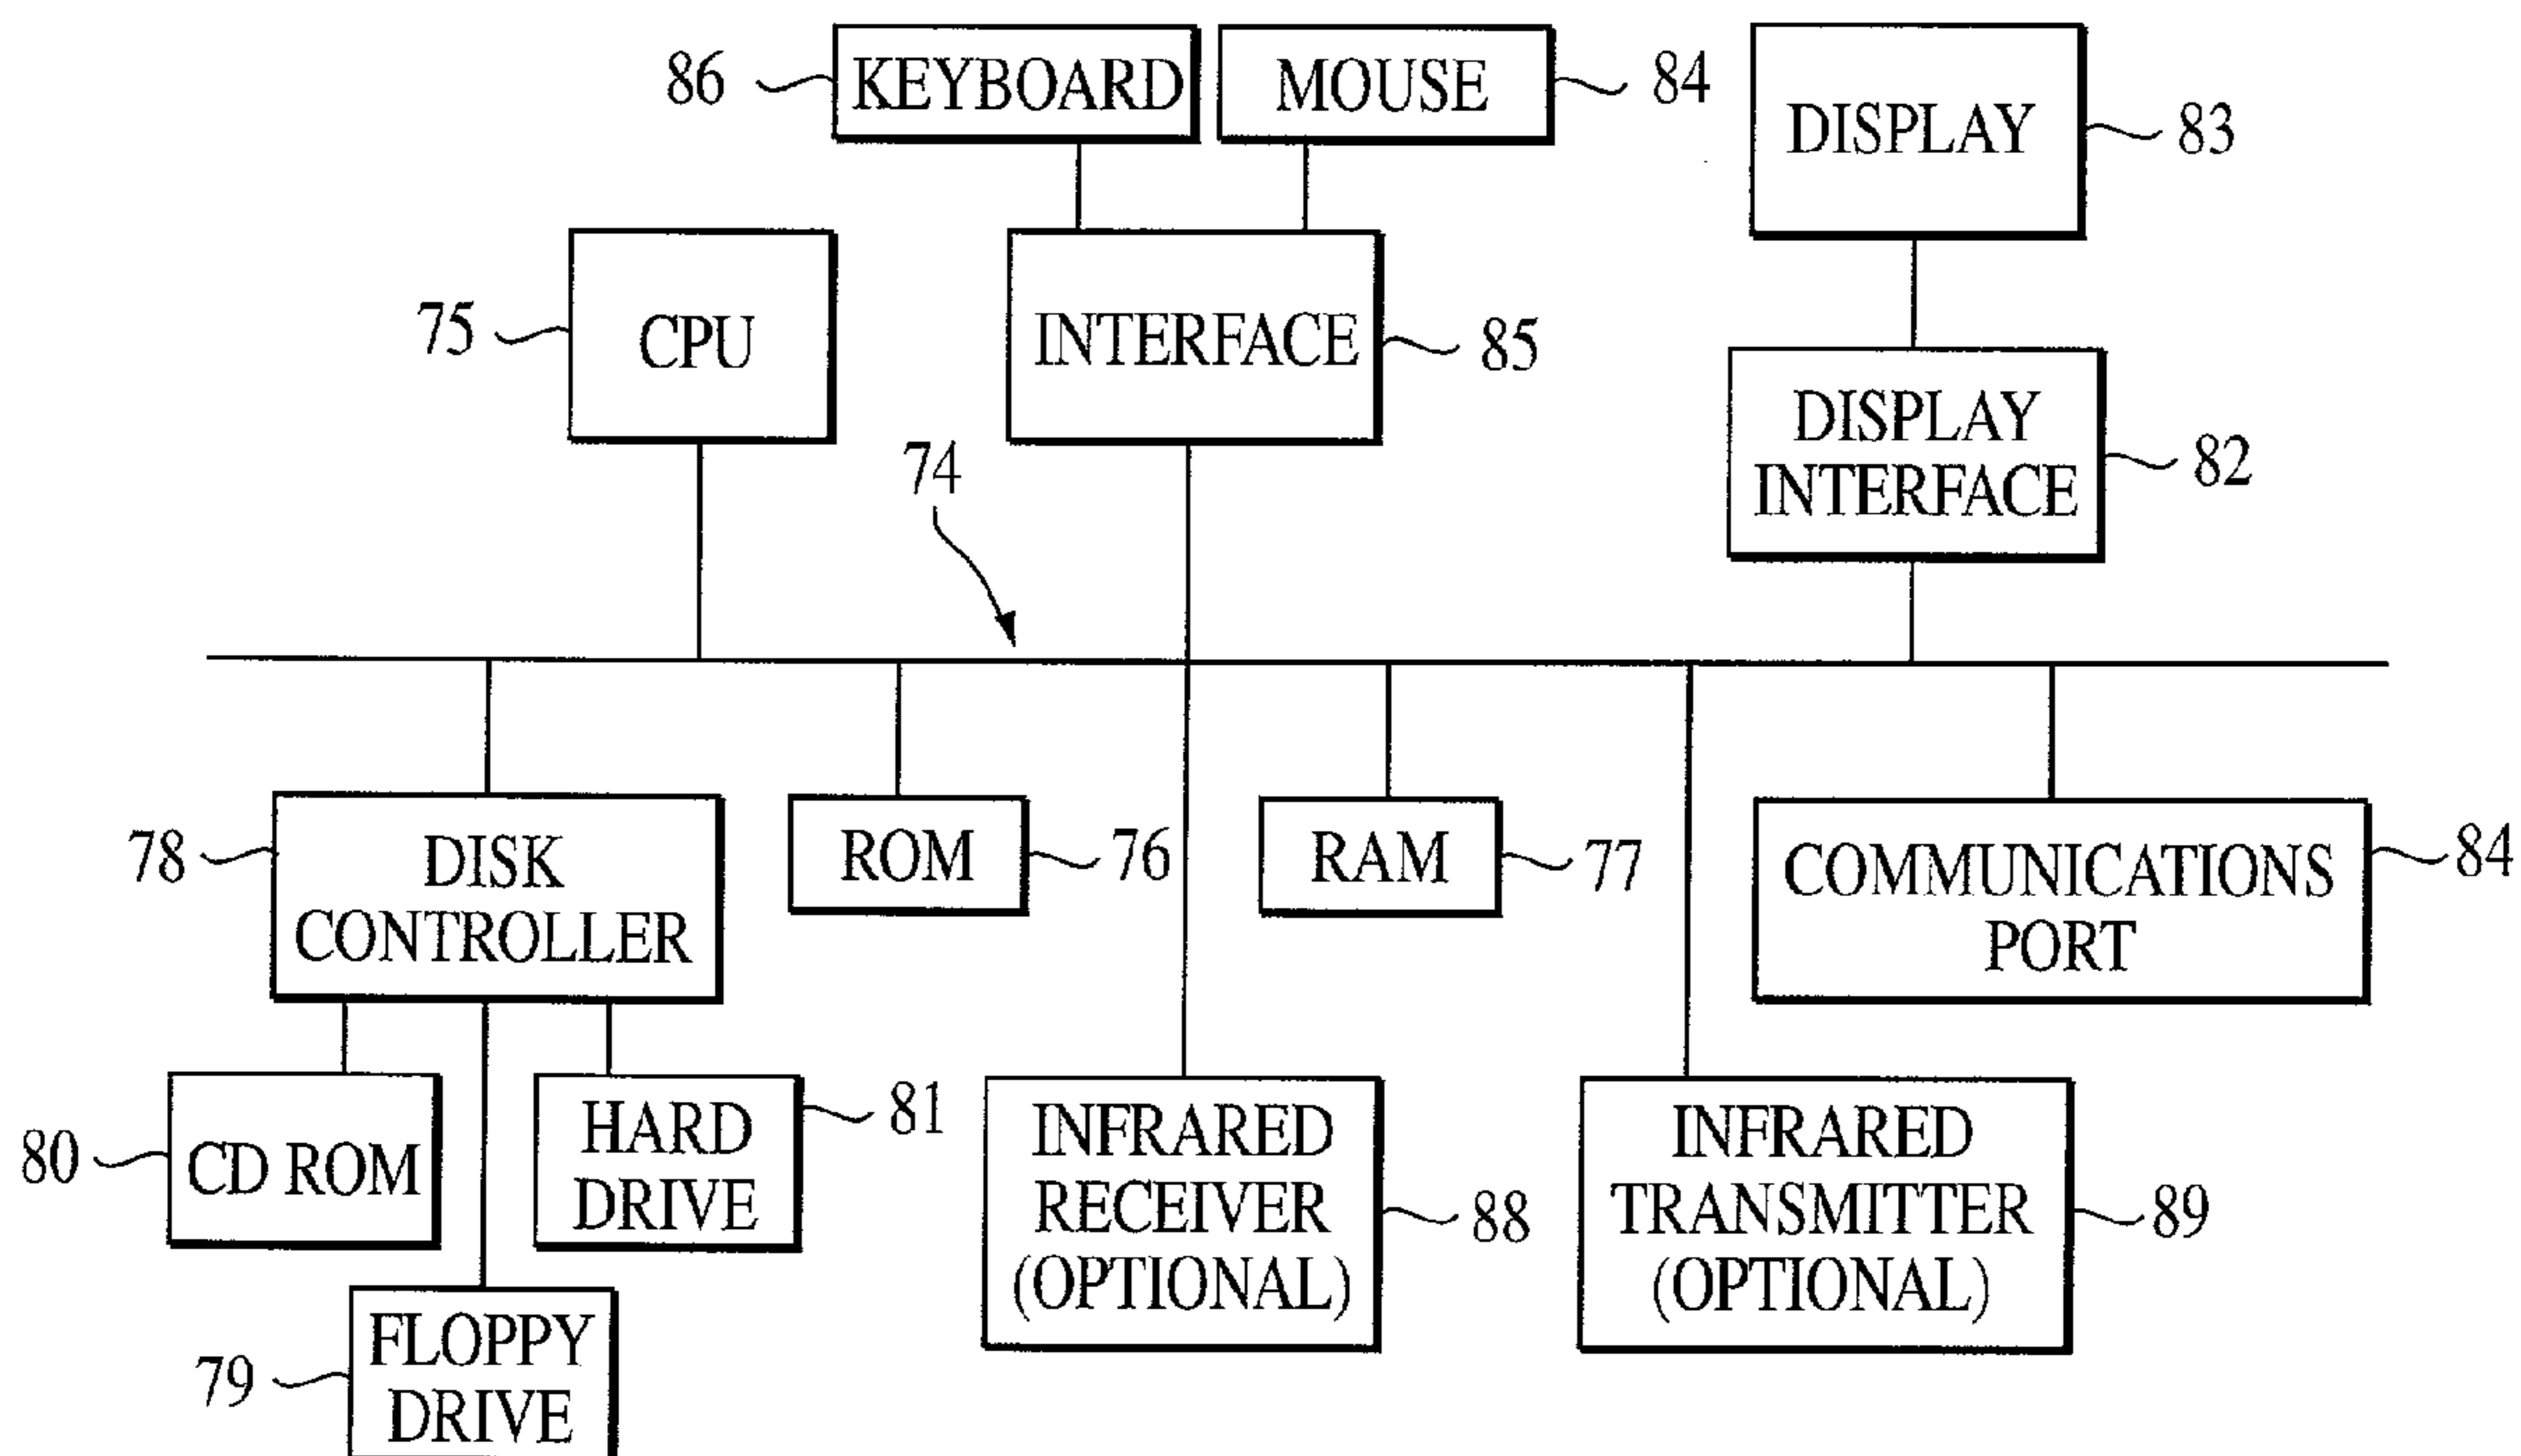 86
KEYBOARD
MOUSE
84
DISPLAY
83
75
CPU
INTERFACE
85
DISPLAY
INTERFACE
82
74
78
DISK
CONTROLLER
ROM
76
RAM
77
COMMUNICATIONS
PORT
84
80
CD ROM
HARD
DRIVE
81
INFRARED
RECEIVER
(OPTIONAL)
88
INFRARED
TRANSMITTER
(OPTIONAL)
89
79
FLOPPY
DRIVE